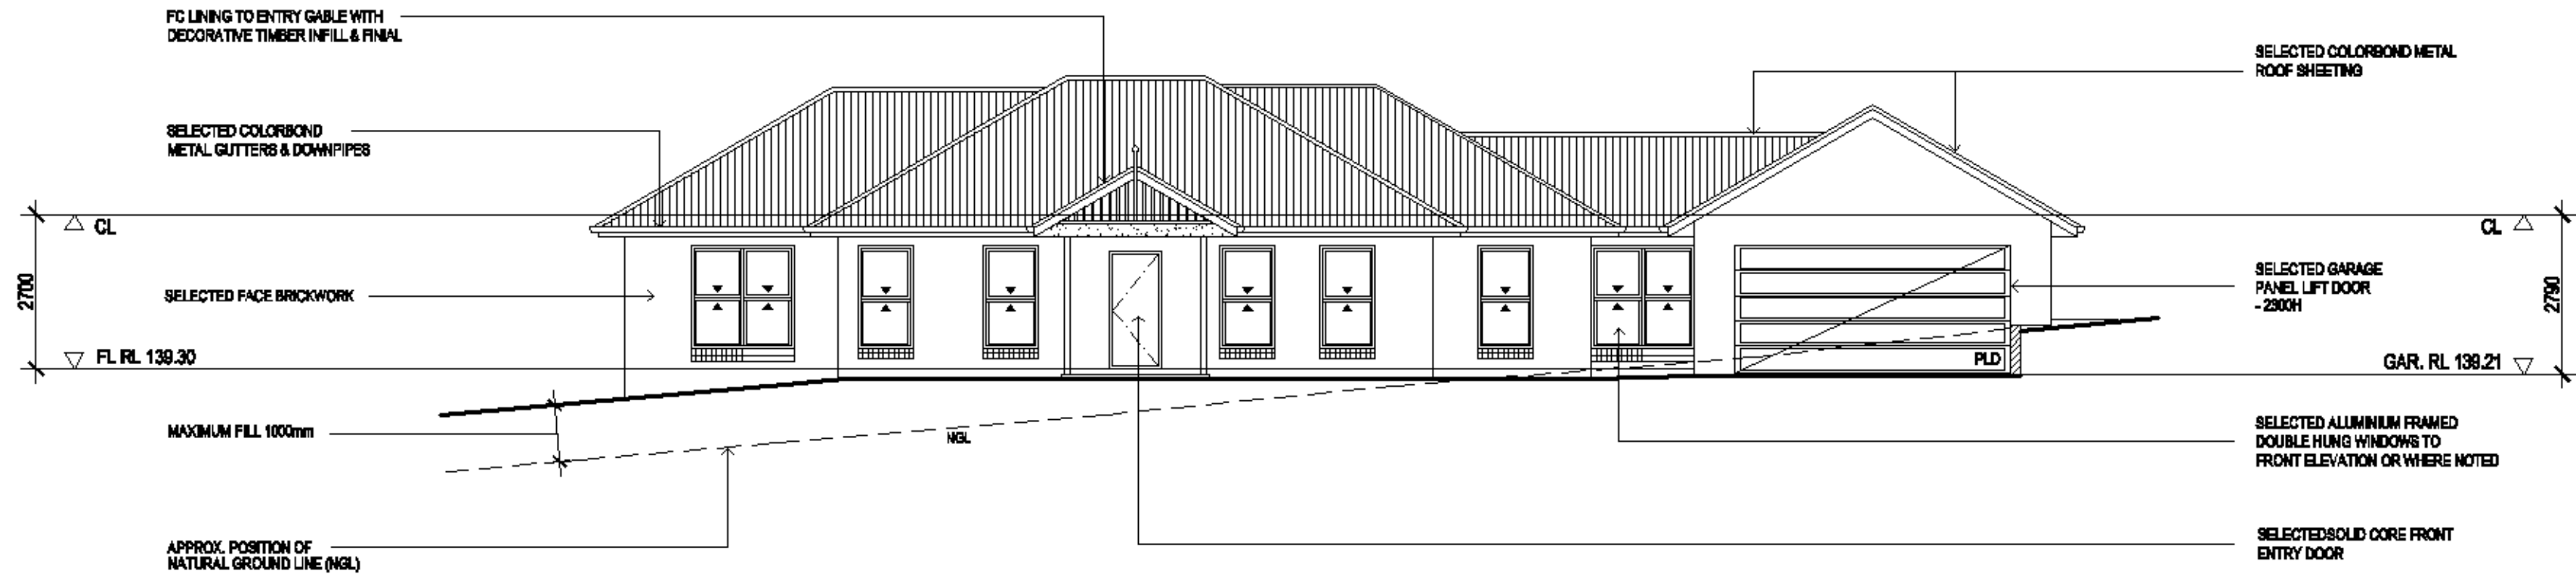 FC LINING TO ENTRY GABLE WITH
DECORATIVE TIMBER INFILL & FINIAL
SELECTED COLORBOND METAL
ROOF SHEETING
SELECTED COLORBOND
METAL GUTTERS & DOWNPIPES
CL
CL
2700
SELECTED FACE BRICKWORK
SELECTED GARAGE
PANEL LIFT DOOR
- 2300H
2790
FL RL 139.30
PLD
GAR. RL 139.21
MAXIMUM FILL 1000mm
NGL
SELECTED ALUMINIUM FRAMED
DOUBLE HUNG WINDOWS TO
FRONT ELEVATION OR WHERE NOTED
APPROX. POSITION OF
NATURAL GROUND LINE (NGL)
SELECTEDSOLID CORE FRONT
ENTRY DOOR